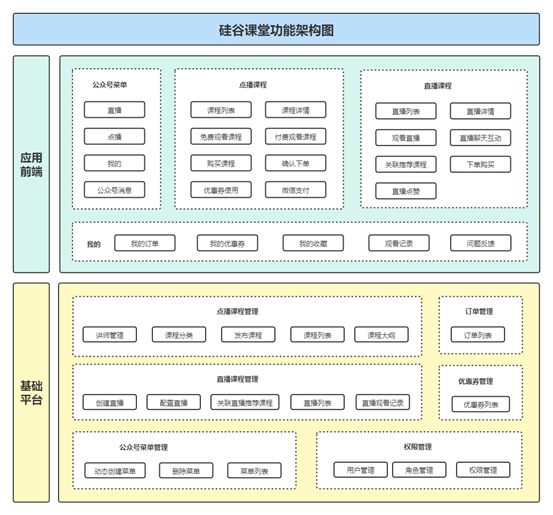 硅谷课堂功能架构图
应用
前端
公众号菜单
直播
点播
我的
公众号消息
点播课程
课程列表 课程详情
免费观看课程 付费观看课程
购买课程 确认下单
优惠券使用 微信支付
直播课程
直播列表 直播详情
观看直播 直播聊天互动
关联推荐课程 下单购买
直播点赞
我的 我的订单 我的优惠券 我的收藏 观看记录 问题反馈
基础
平台
点播课程管理
讲师管理 课程分类 发布课程 课程列表 课程大纲
订单管理
订单列表
直播课程管理
创建直播 配置直播 关联直播推荐课程 直播列表 直播观看记录
优惠券管理
优惠券列表
公众号菜单管理
动态创建菜单 删除菜单 菜单列表
权限管理
用户管理 角色管理 权限管理